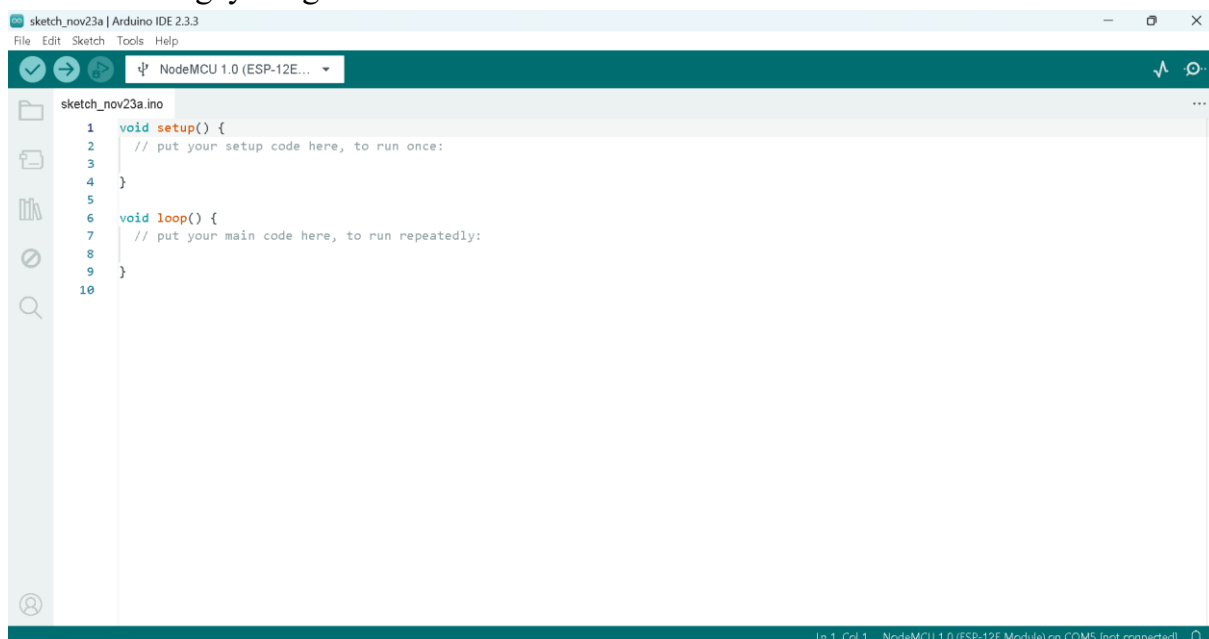 sketch_nov23a | Arduino IDE 2.3.3
File Edit Sketch Tools Help
NodeMCU 1.0 (ESP-12E...
sketch_nov23a.ino
1 void setup() {
2 // put your setup code here, to run once:
3
4 }
5
6 void loop() {
7 // put your main code here, to run repeatedly:
8
9 }
10
Ln 1, Col 1 NodeMCU 1.0 (ESP-12E Module) on COM5 [not connected]